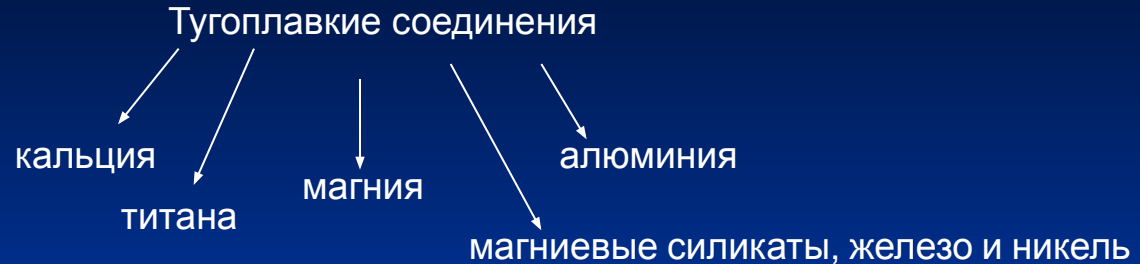 Тугоплавкие соединения
кальция
алюминия
магния
титана
магниевые силикаты, железо и никель